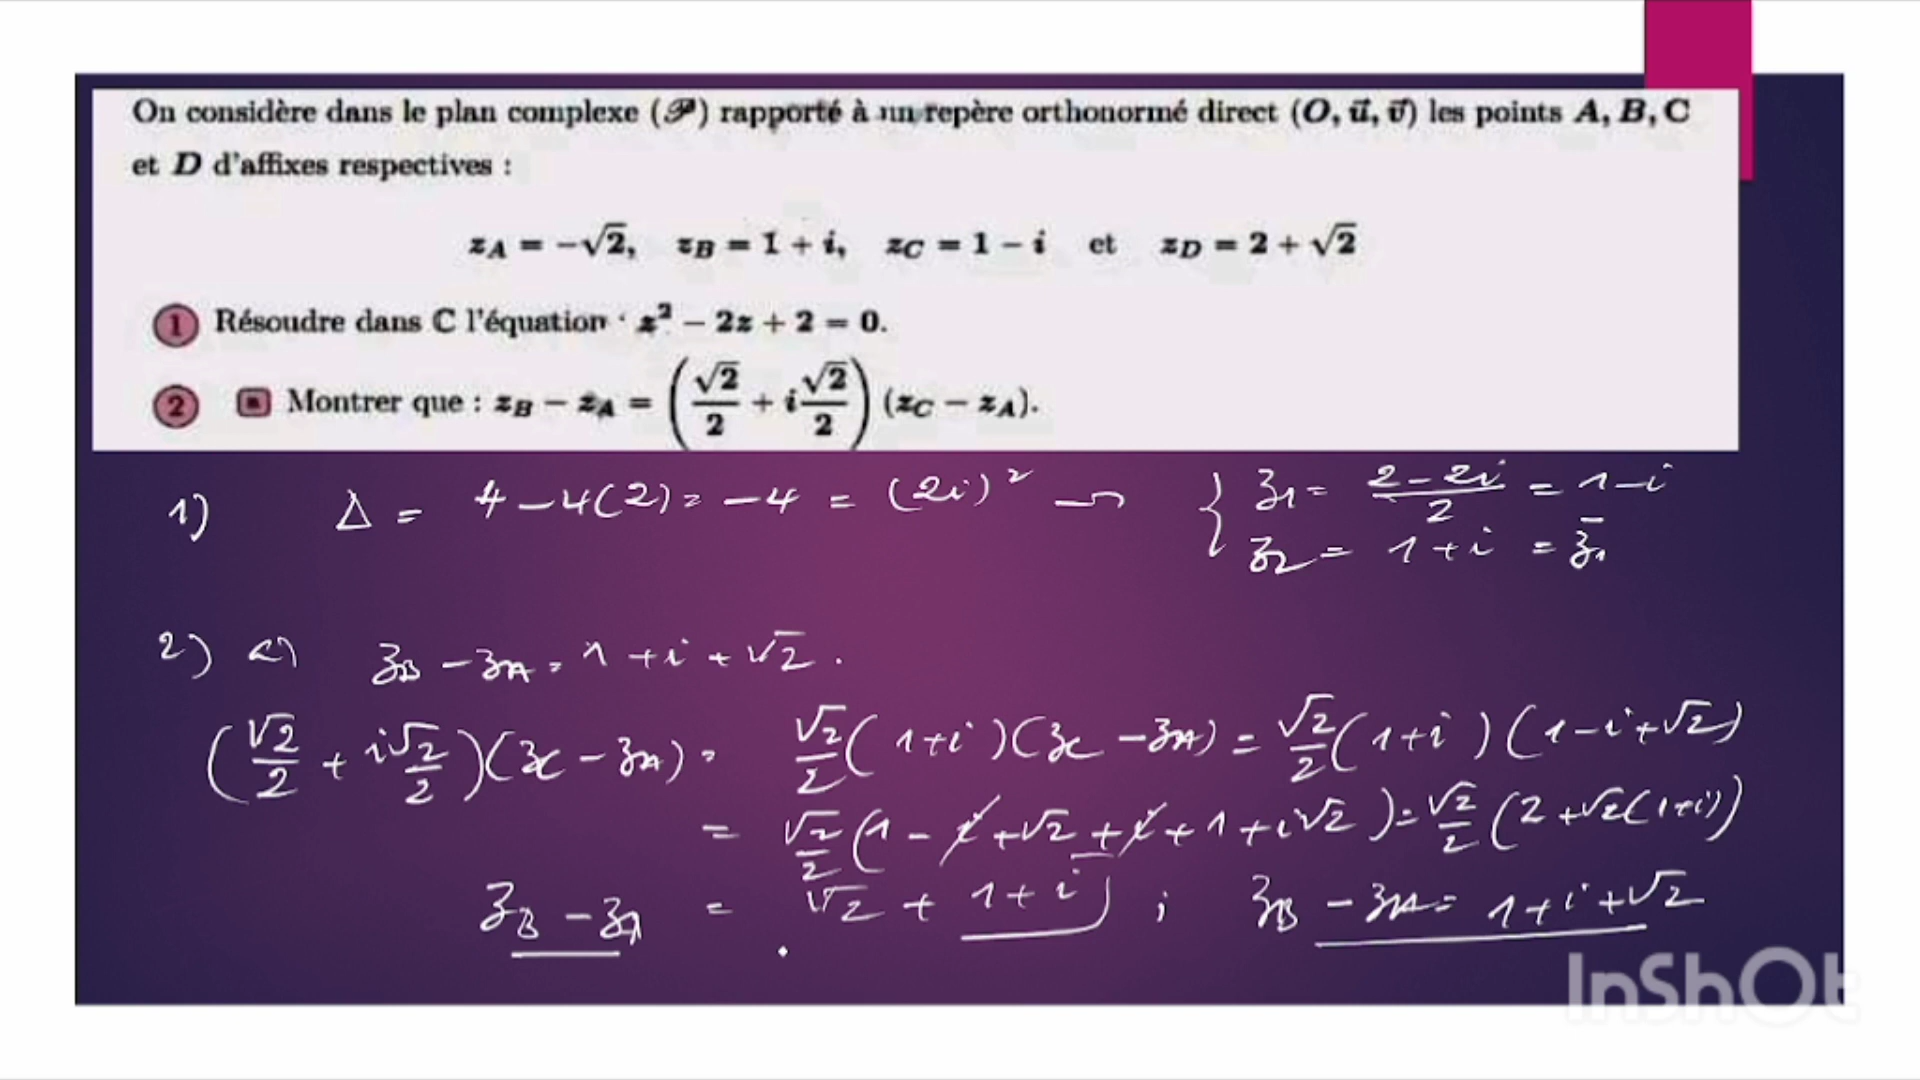 On considère dans le plan complexe (𝒫) rapporté à un repère orthonormé direct (O, u⃗, v⃗) les points A, B, C
et D d'affixes respectives :
z_A = −√2, z_B = 1 + i, z_C = 1 − i et z_D = 2 + √2
1 Résoudre dans C l'équation : z² − 2z + 2 = 0.
2 a Montrer que : z_B − z_A = (√2/2 + i√2/2)(z_C − z_A).
1) Δ = 4 − 4(2) = −4 = (2i)² ⇝ { z₁ = (2 − 2i)/2 = 1 − i
z₂ = 1 + i = z̄₁
2) a) z_B − z_A = 1 + i + √2.
(√2/2 + i√2/2)(z_C − z_A) = √2/2 (1+i)(z_C − z_A) = √2/2 (1+i)(1 − i + √2)
= √2/2 (1 − i + √2 + i + 1 + i√2) = √2/2 (2 + √2(1+i))
z_B − z_A = √2 + 1 + i ; z_B − z_A = 1 + i + √2
InShOt